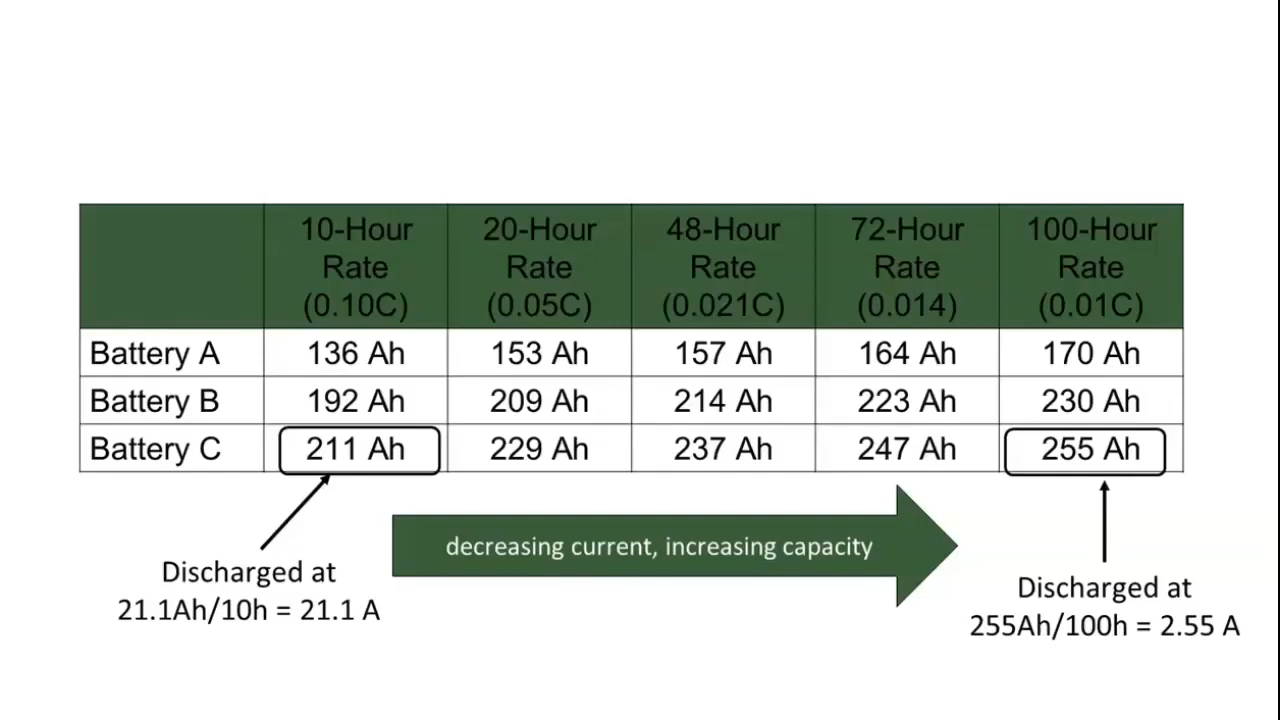 10-Hour Rate (0.10C) 20-Hour Rate (0.05C) 48-Hour Rate (0.021C) 72-Hour Rate (0.014) 100-Hour Rate (0.01C)
Battery A 136 Ah 153 Ah 157 Ah 164 Ah 170 Ah
Battery B 192 Ah 209 Ah 214 Ah 223 Ah 230 Ah
Battery C 211 Ah 229 Ah 237 Ah 247 Ah 255 Ah
decreasing current, increasing capacity
Discharged at
21.1Ah/10h = 21.1 A
Discharged at
255Ah/100h = 2.55 A